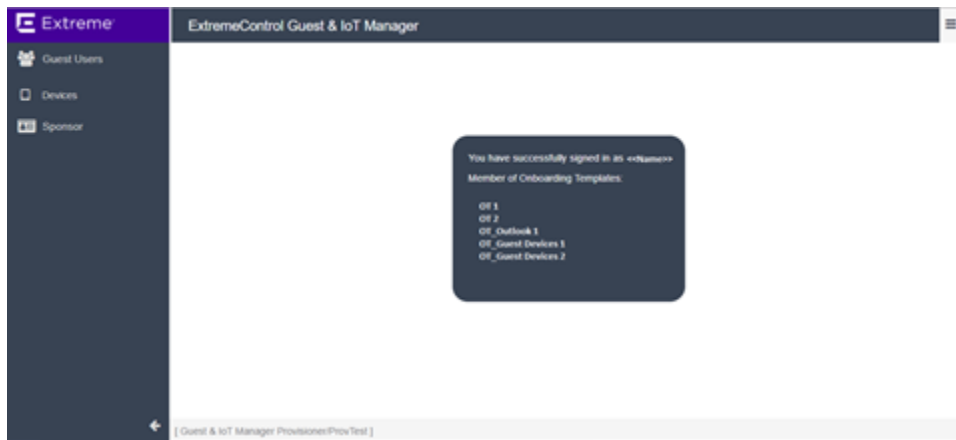 Extreme
ExtremeControl Guest & IoT Manager
Guest Users
Devices
Sponsor
You have successfully signed in as <<Name>>
Member of Onboarding Templates:
OT 1
OT 2
OT_Outlook 1
OT_Guest Devices 1
OT_Guest Devices 2
[ Guest & IoT Manager Provisioner/ProvTest ]